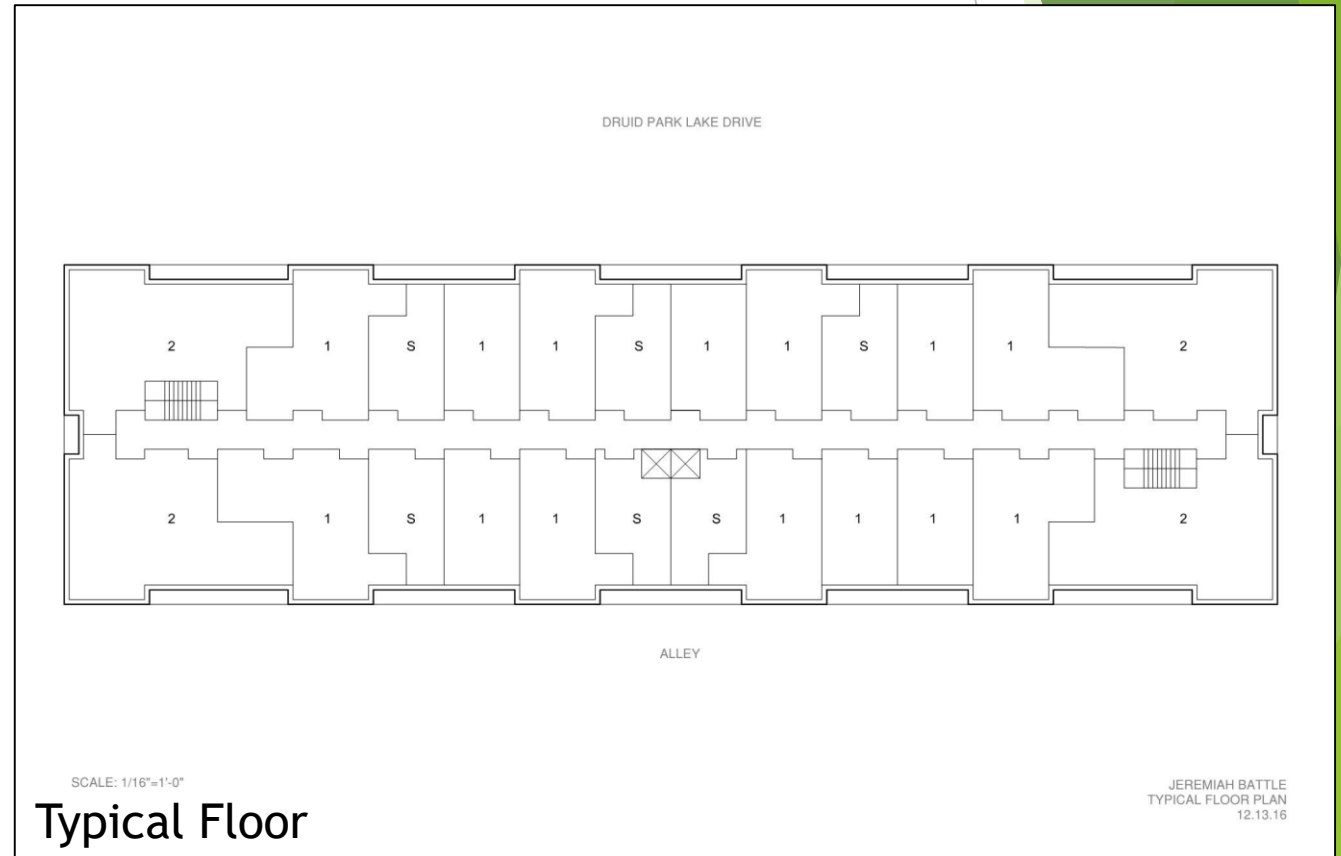 DRUID PARK LAKE DRIVE
2 1 S 1 1 S 1 1 S 1 1 2
2 1 S 1 1 S S 1 1 1 1 2
ALLEY
SCALE: 1/16"=1'-0"
Typical Floor
JEREMIAH BATTLE
TYPICAL FLOOR PLAN
12.13.16